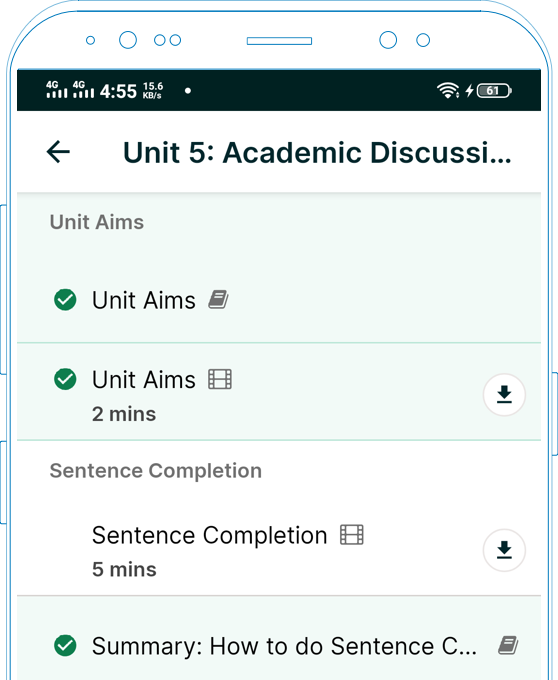 4G 4G 4:55 15.6 KB/s 61
Unit 5: Academic Discussi...
Unit Aims
Unit Aims
Unit Aims
2 mins
Sentence Completion
Sentence Completion
5 mins
Summary: How to do Sentence C...